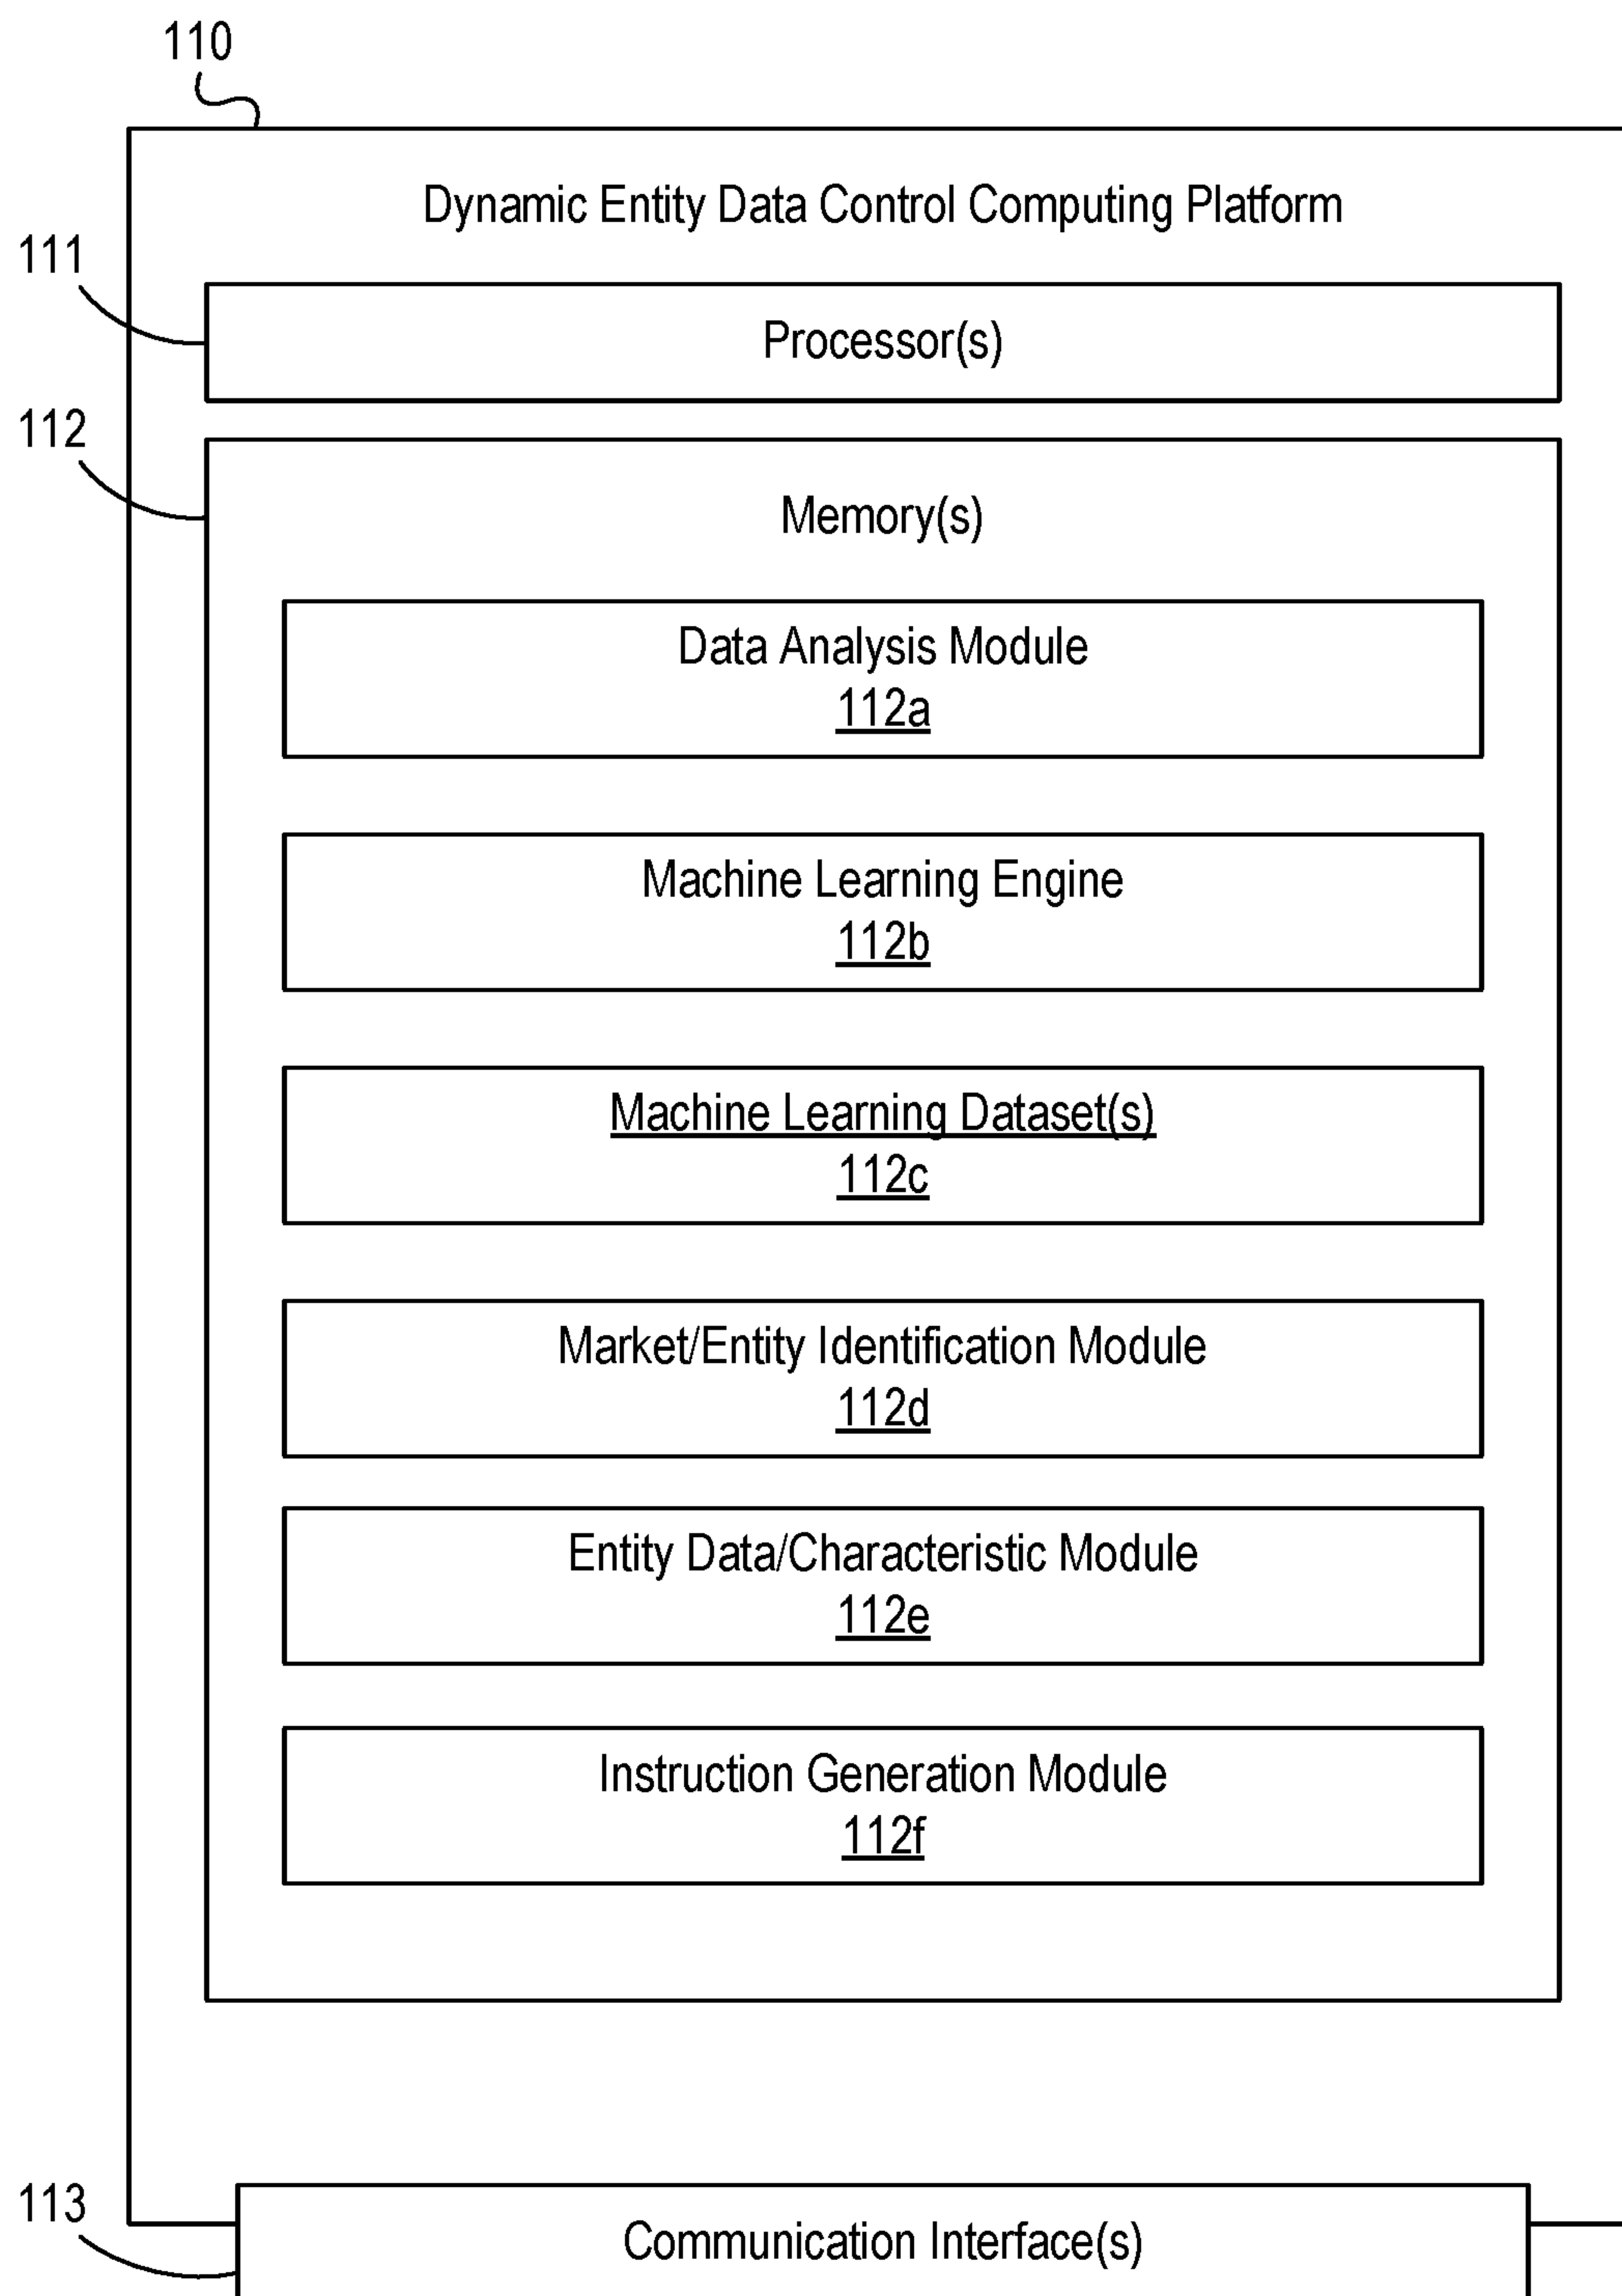 110
Dynamic Entity Data Control Computing Platform
111
Processor(s)
112
Memory(s)
Data Analysis Module
112a
Machine Learning Engine
112b
Machine Learning Dataset(s)
112c
Market/Entity Identification Module
112d
Entity Data/Characteristic Module
112e
Instruction Generation Module
112f
113
Communication Interface(s)